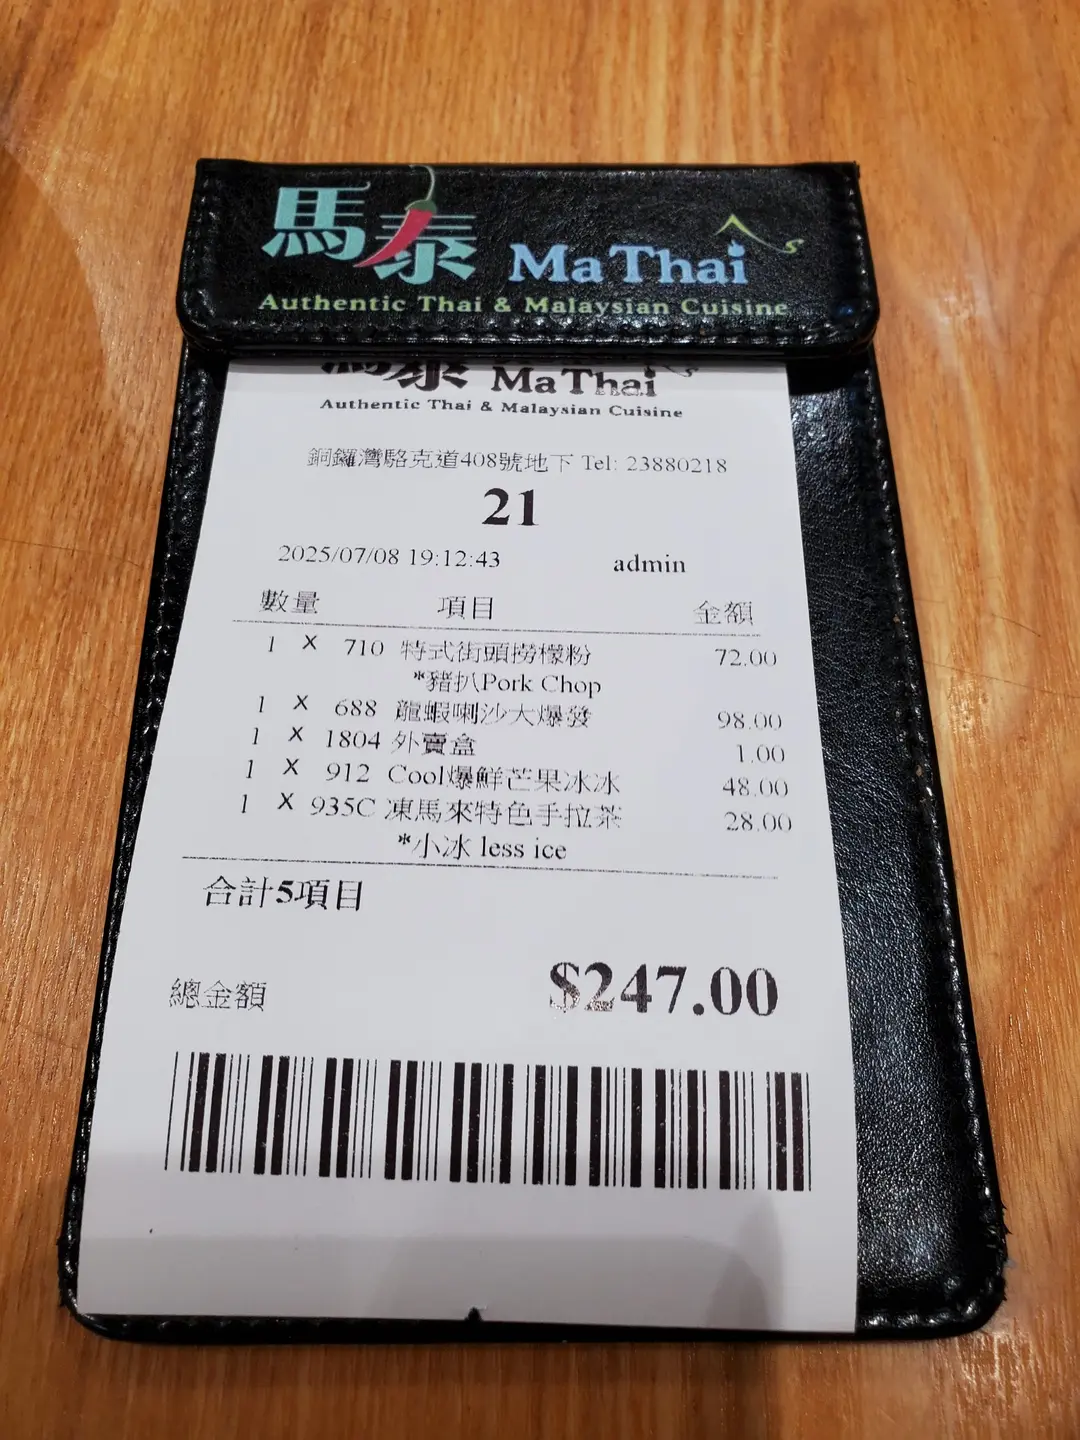 馬泰 MaThai
Authentic Thai & Malaysian Cuisine
馬泰 MaThai
Authentic Thai & Malaysian Cuisine
銅鑼灣駱克道408號地下 Tel: 23880218
21
2025/07/08 19:12:43 admin
數量 項目 金額
1 X 710 特式街頭撈檬粉 72.00
*豬扒Pork Chop
1 X 688 龍蝦喇沙大爆發 98.00
1 X 1804 外賣盒 1.00
1 X 912 Cool爆鮮芒果冰冰 48.00
1 X 935C 凍馬來特色手拉茶 28.00
*小冰 less ice
合計5項目
總金額 $247.00